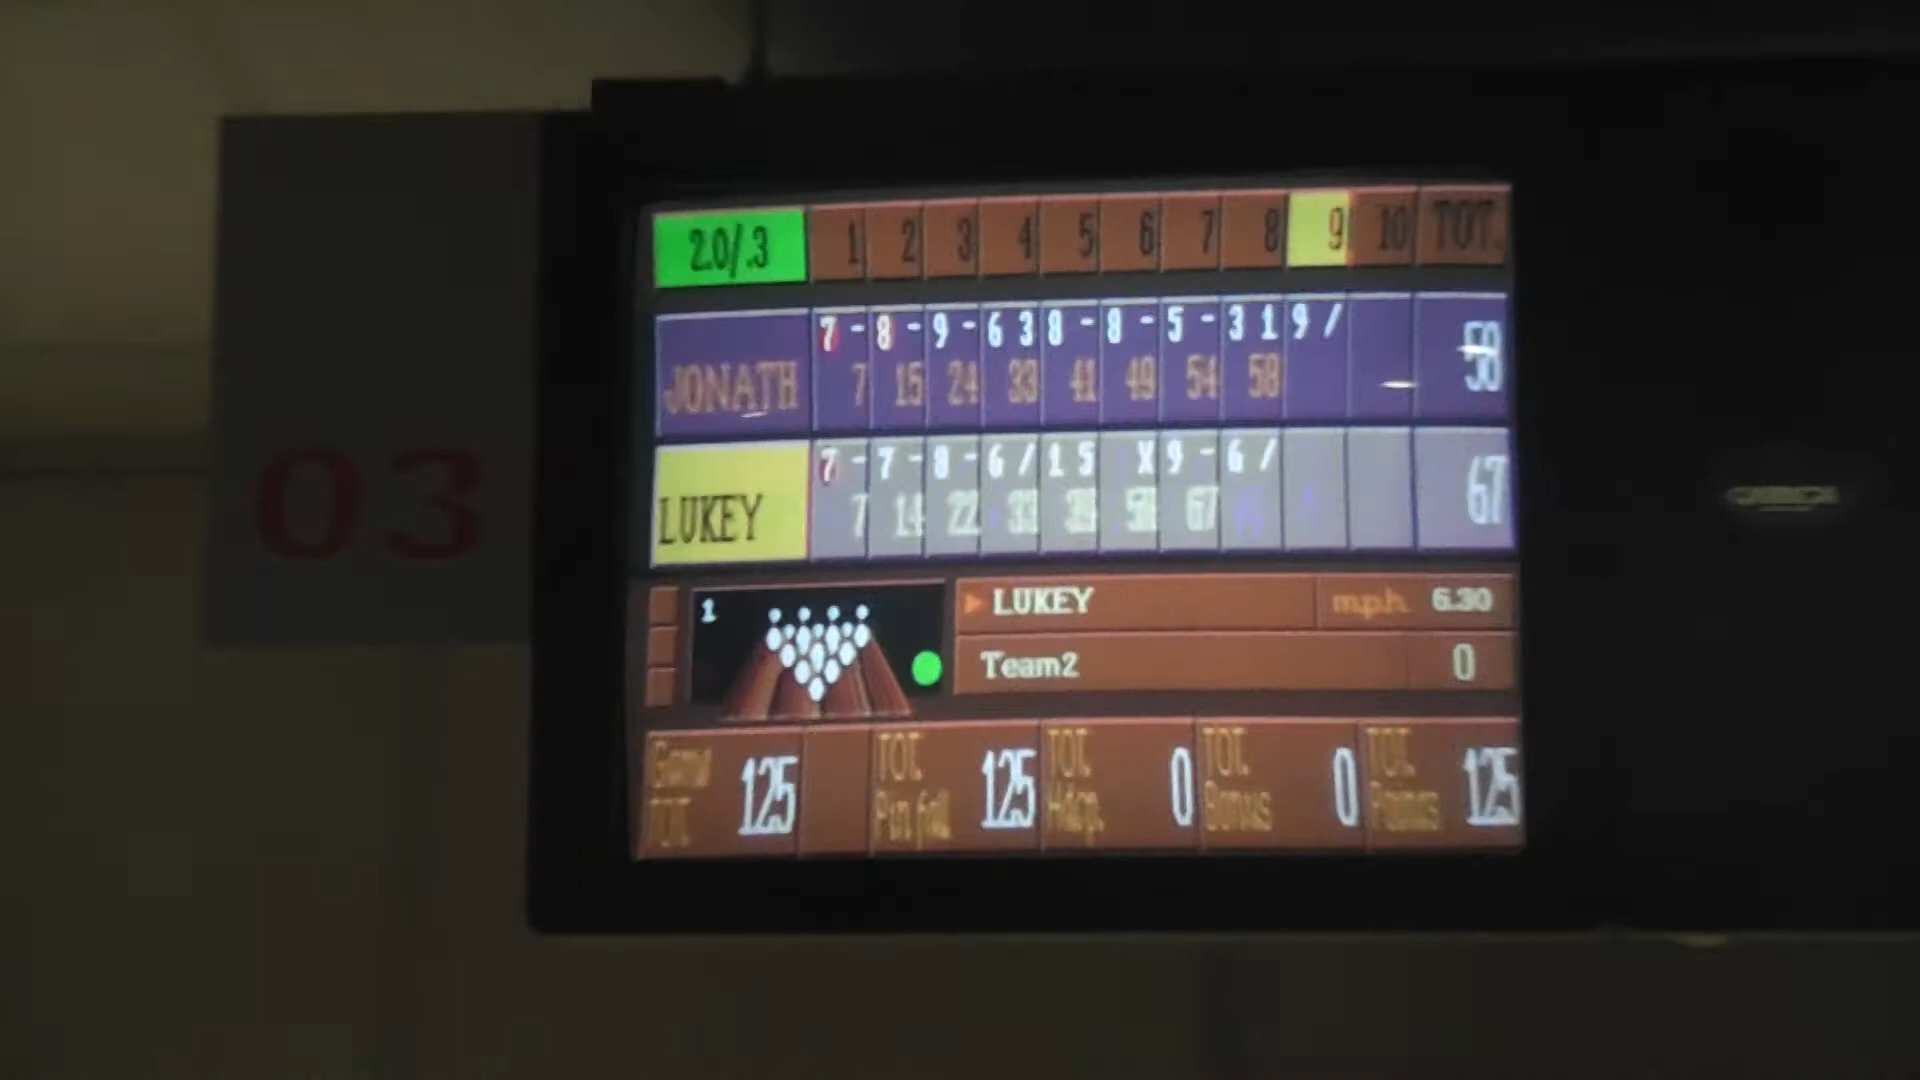 2.0/.3 1 2 3 4 5 6 7 8 9 10 TOT.
7 - 8 - 9 - 6 3 8 - 8 - 5 - 3 1 9 /
JONATH 7 15 24 33 41 49 54 58 58
7 - 7 - 8 - 6 / 1 5 X 9 - 6 /
LUKEY 7 14 22 33 39 58 67 67
03
1 LUKEY m.p.h. 6.30
Team2 0
Game TOT. 125 TOT. Pin fall 125 TOT. Hdcp. 0 TOT. Bonus 0 TOT. Points 125